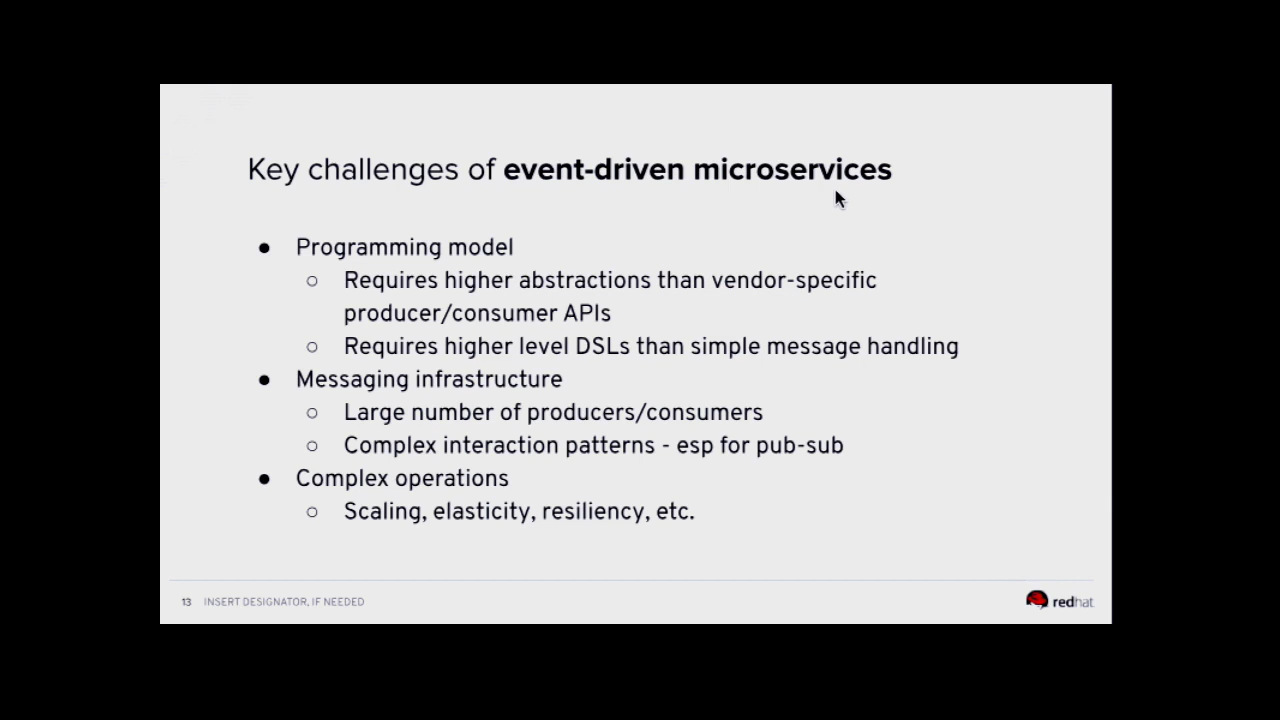 Key challenges of event-driven microservices
● Programming model
○ Requires higher abstractions than vendor-specific
producer/consumer APIs
○ Requires higher level DSLs than simple message handling
● Messaging infrastructure
○ Large number of producers/consumers
○ Complex interaction patterns - esp for pub-sub
● Complex operations
○ Scaling, elasticity, resiliency, etc.
13 INSERT DESIGNATOR, IF NEEDED
redhat